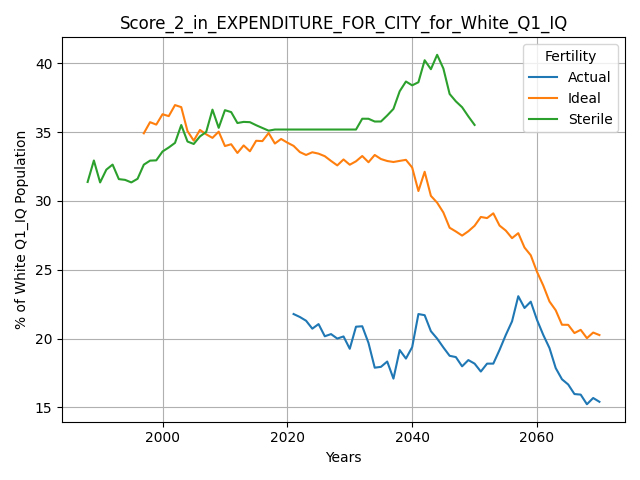 Score_2_in_EXPENDITURE_FOR_CITY_for_White_Q1_IQ
Fertility
Actual
Ideal
Sterile
% of White Q1_IQ Population
40
35
30
25
20
15
2000
2020
2040
2060
Years